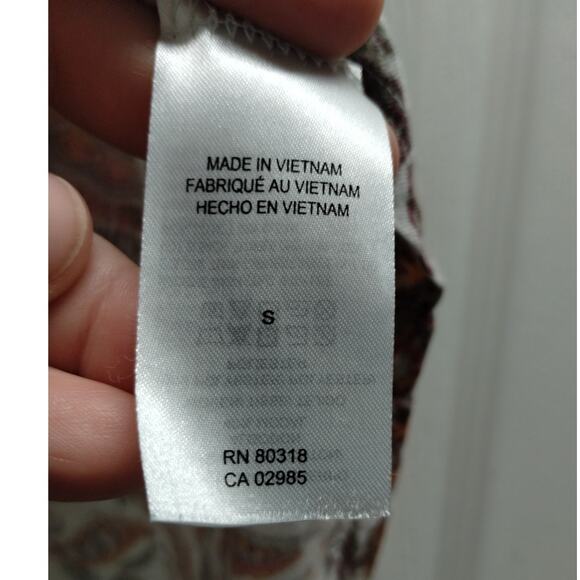 MADE IN VIETNAM
FABRIQUÉ AU VIETNAM
HECHO EN VIETNAM
S
RN 80318
CA 02985